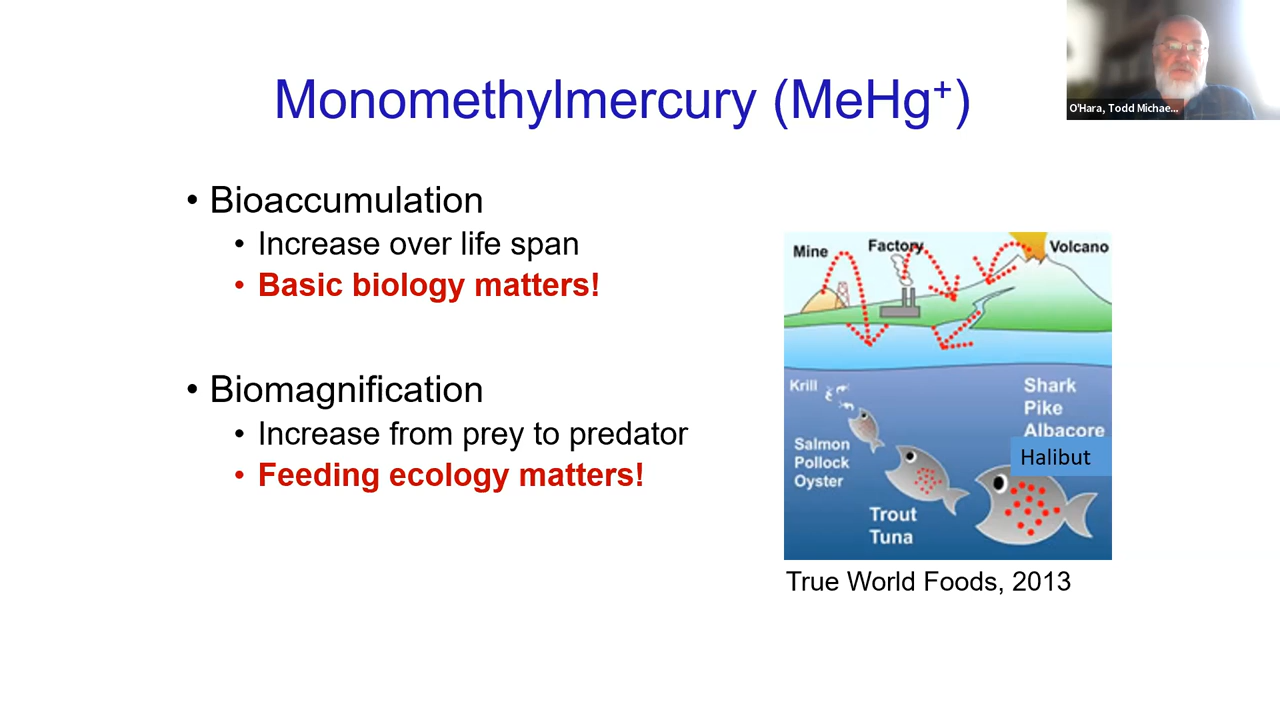 Monomethylmercury (MeHg⁺)
O'Hara, Todd Michae...
• Bioaccumulation
• Increase over life span
• Basic biology matters!
• Biomagnification
• Increase from prey to predator
• Feeding ecology matters!
Mine
Factory
Volcano
Krill
Salmon
Pollock
Oyster
Trout
Tuna
Shark
Pike
Albacore
Halibut
True World Foods, 2013